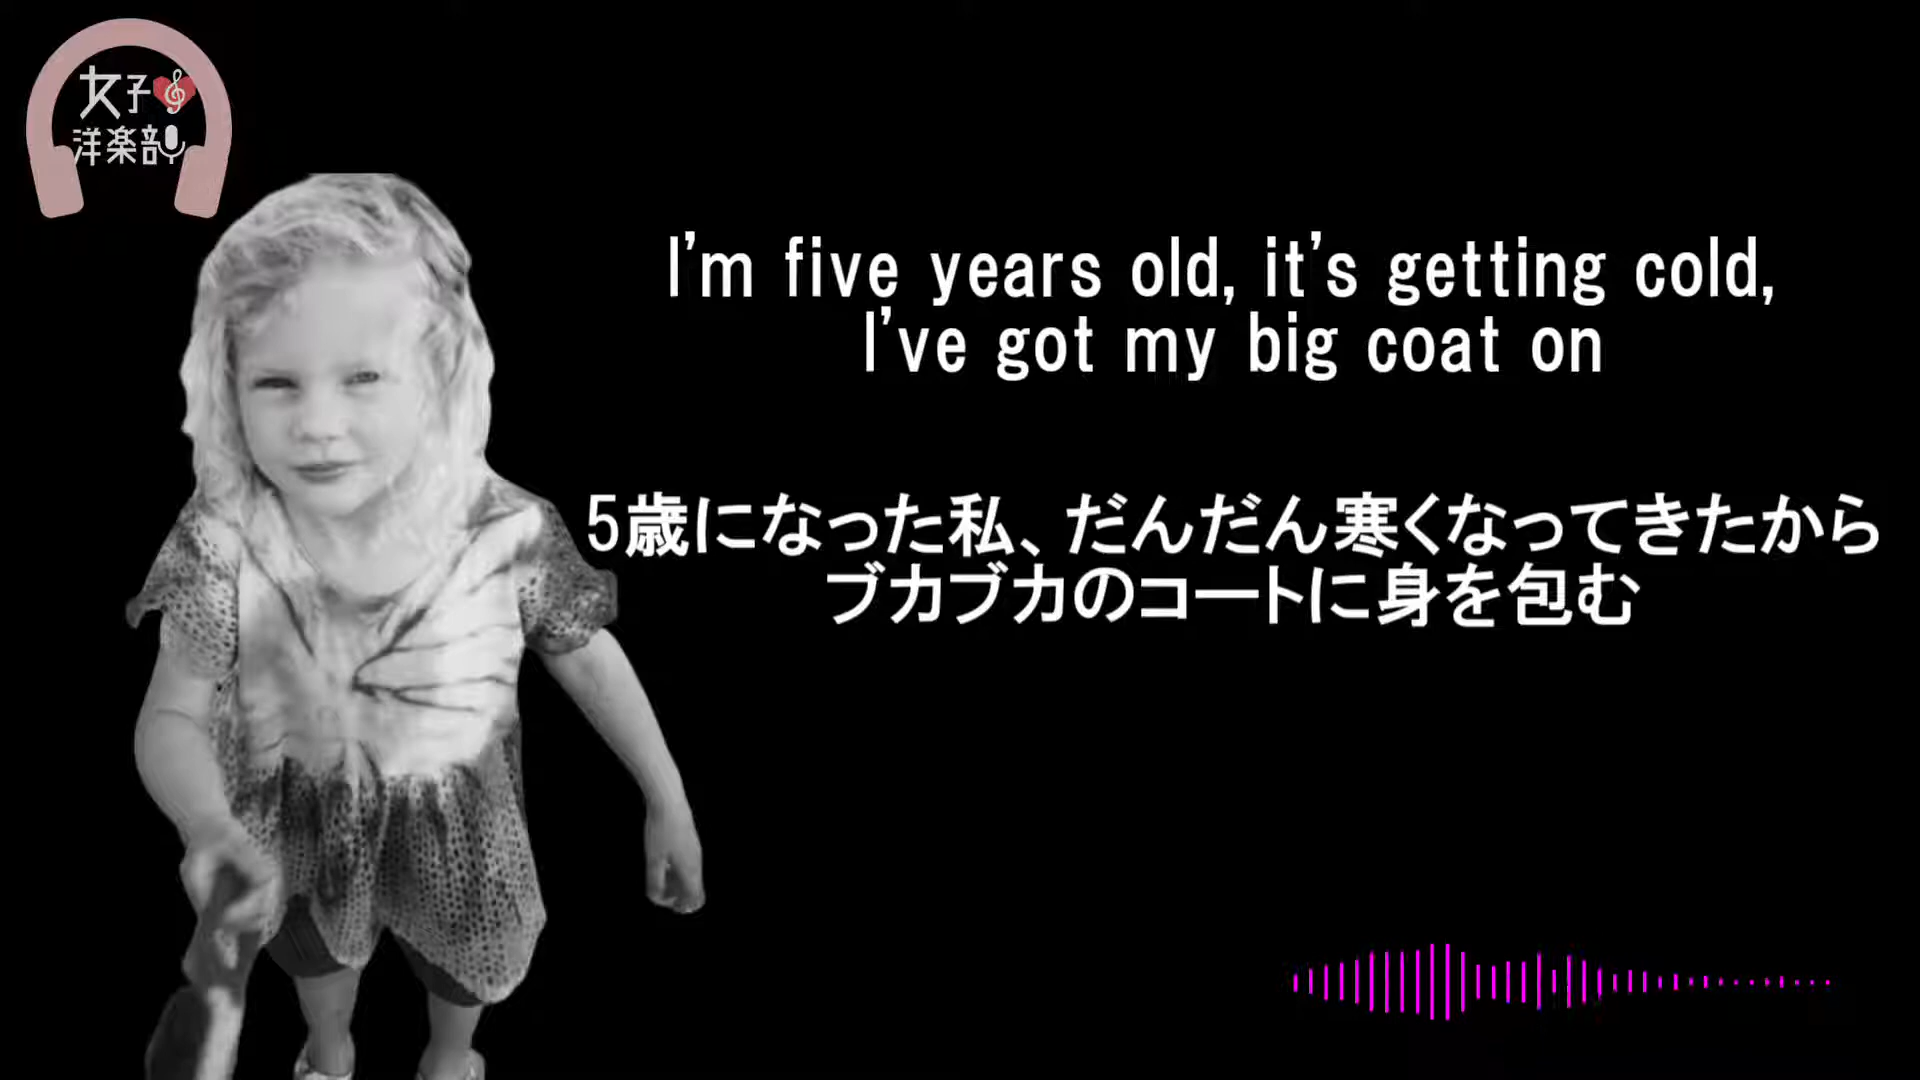 女子
洋楽部
I'm five years old, it's getting cold,
I've got my big coat on
5歳になった私、だんだん寒くなってきたから
ブカブカのコートに身を包む